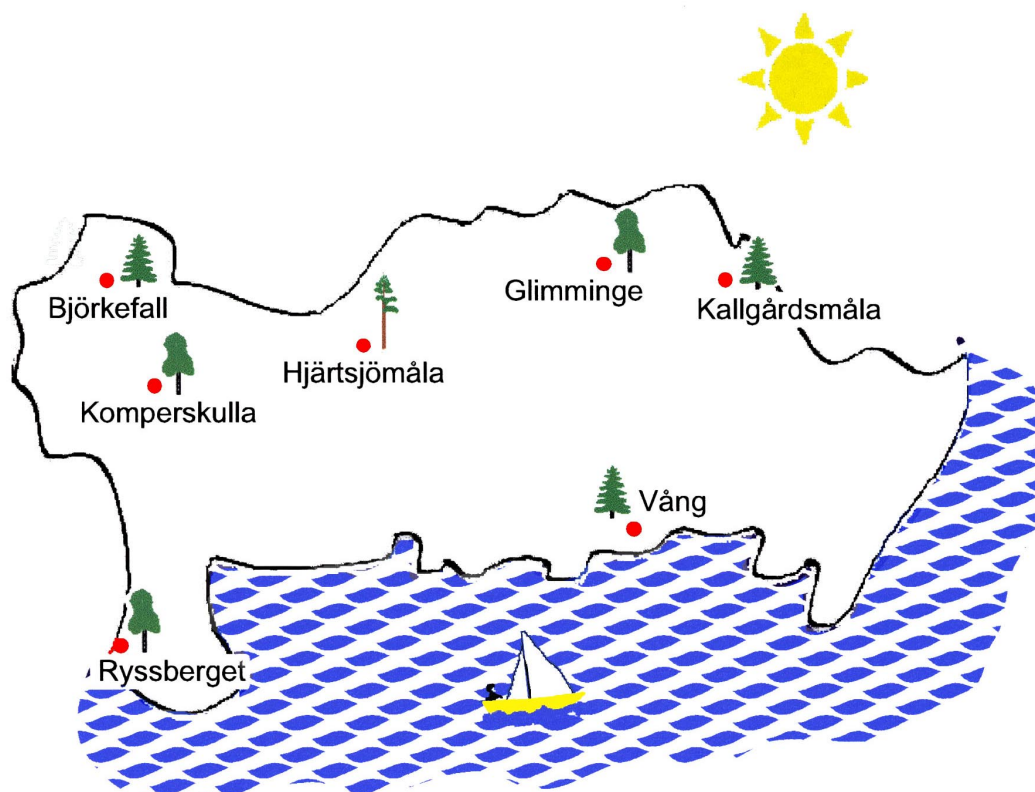 Glimminge
Björkefall
Kallgårdsmåla
Hjärtsjömåla
Komperskulla
Vång
Ryssberget